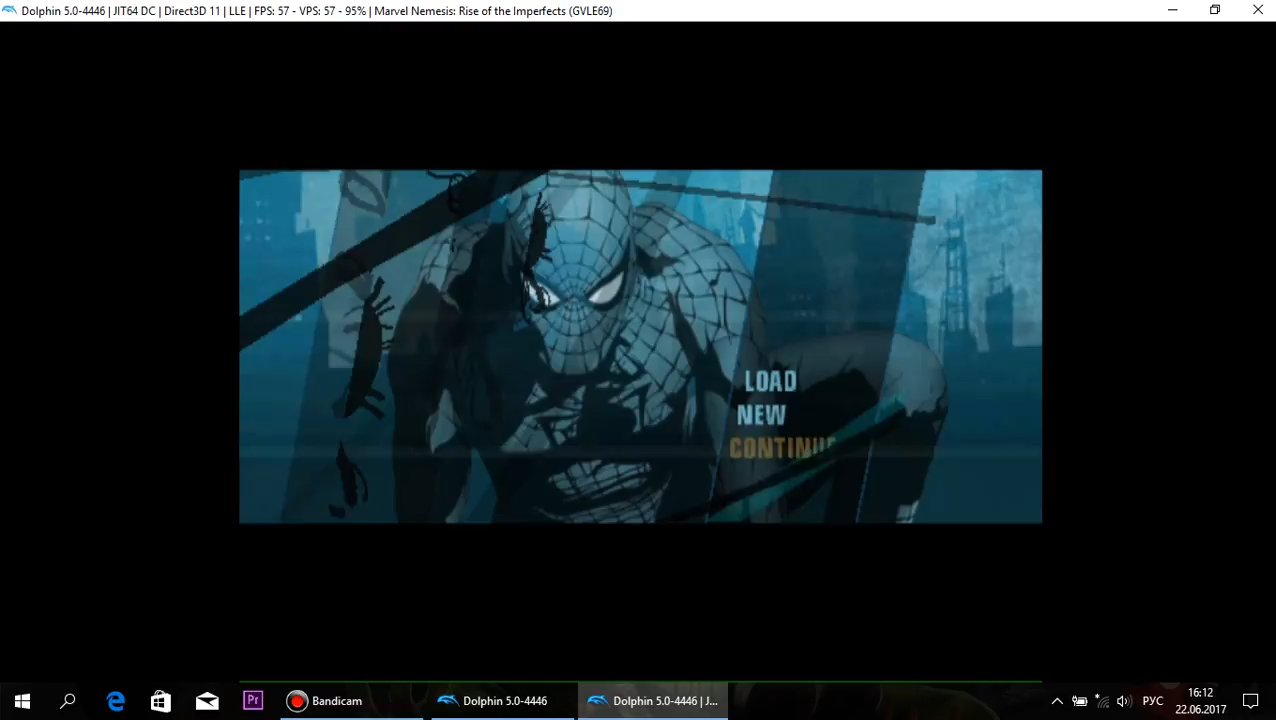 Dolphin 5.0-4446 | JIT64 DC | Direct3D 11 | LLE | FPS: 57 - VPS: 57 - 95% | Marvel Nemesis: Rise of the Imperfects (GVLE69)
LOAD
NEW
CONTINUE
Pr
Bandicam
Dolphin 5.0-4446
Dolphin 5.0-4446 | J...
РУС
16:12
22.06.2017